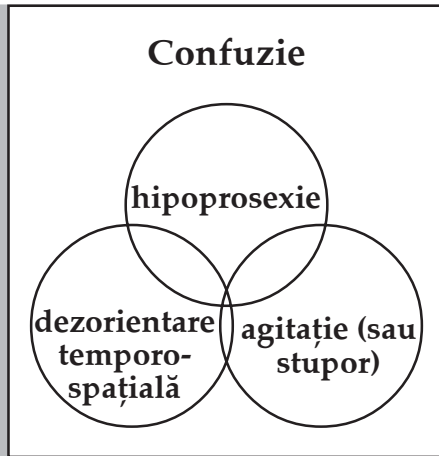 Confuzie
hipoprosexie
dezorientare
temporo-
spațială
agitație (sau
stupor)